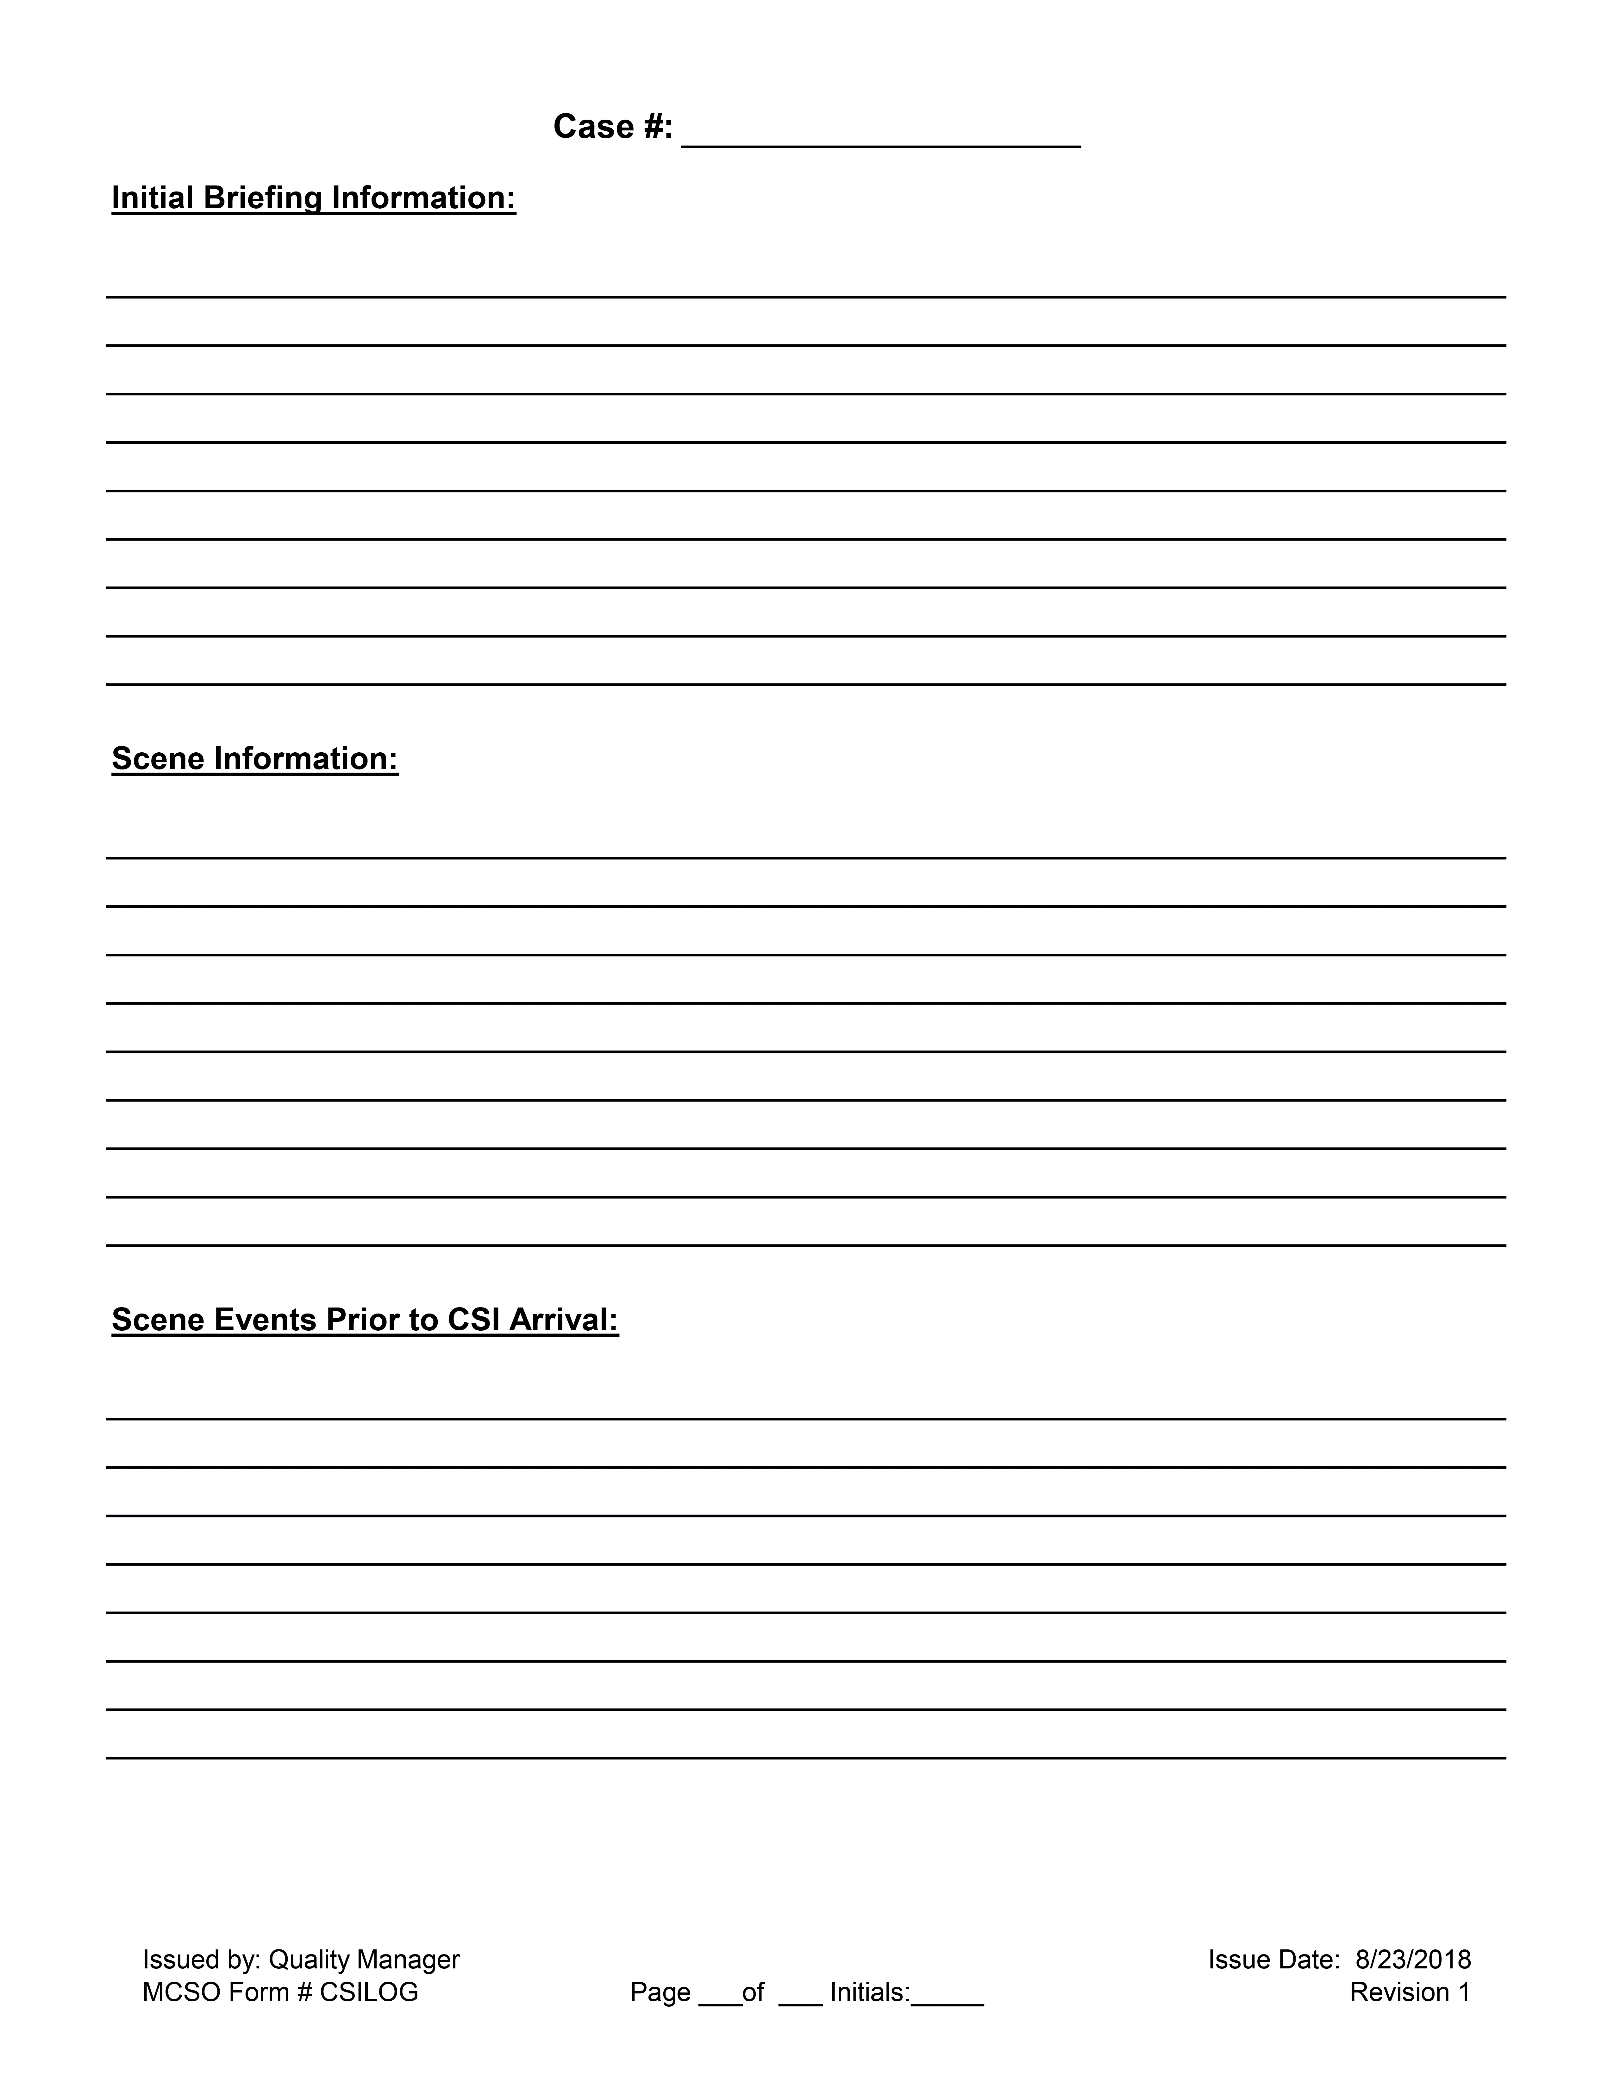 Case #: ______________________
Initial Briefing Information:
Scene Information:
Scene Events Prior to CSI Arrival:
Issued by: Quality Manager Issue Date: 8/23/2018
MCSO Form # CSILOG Page ___of ___ Initials:_____ Revision 1